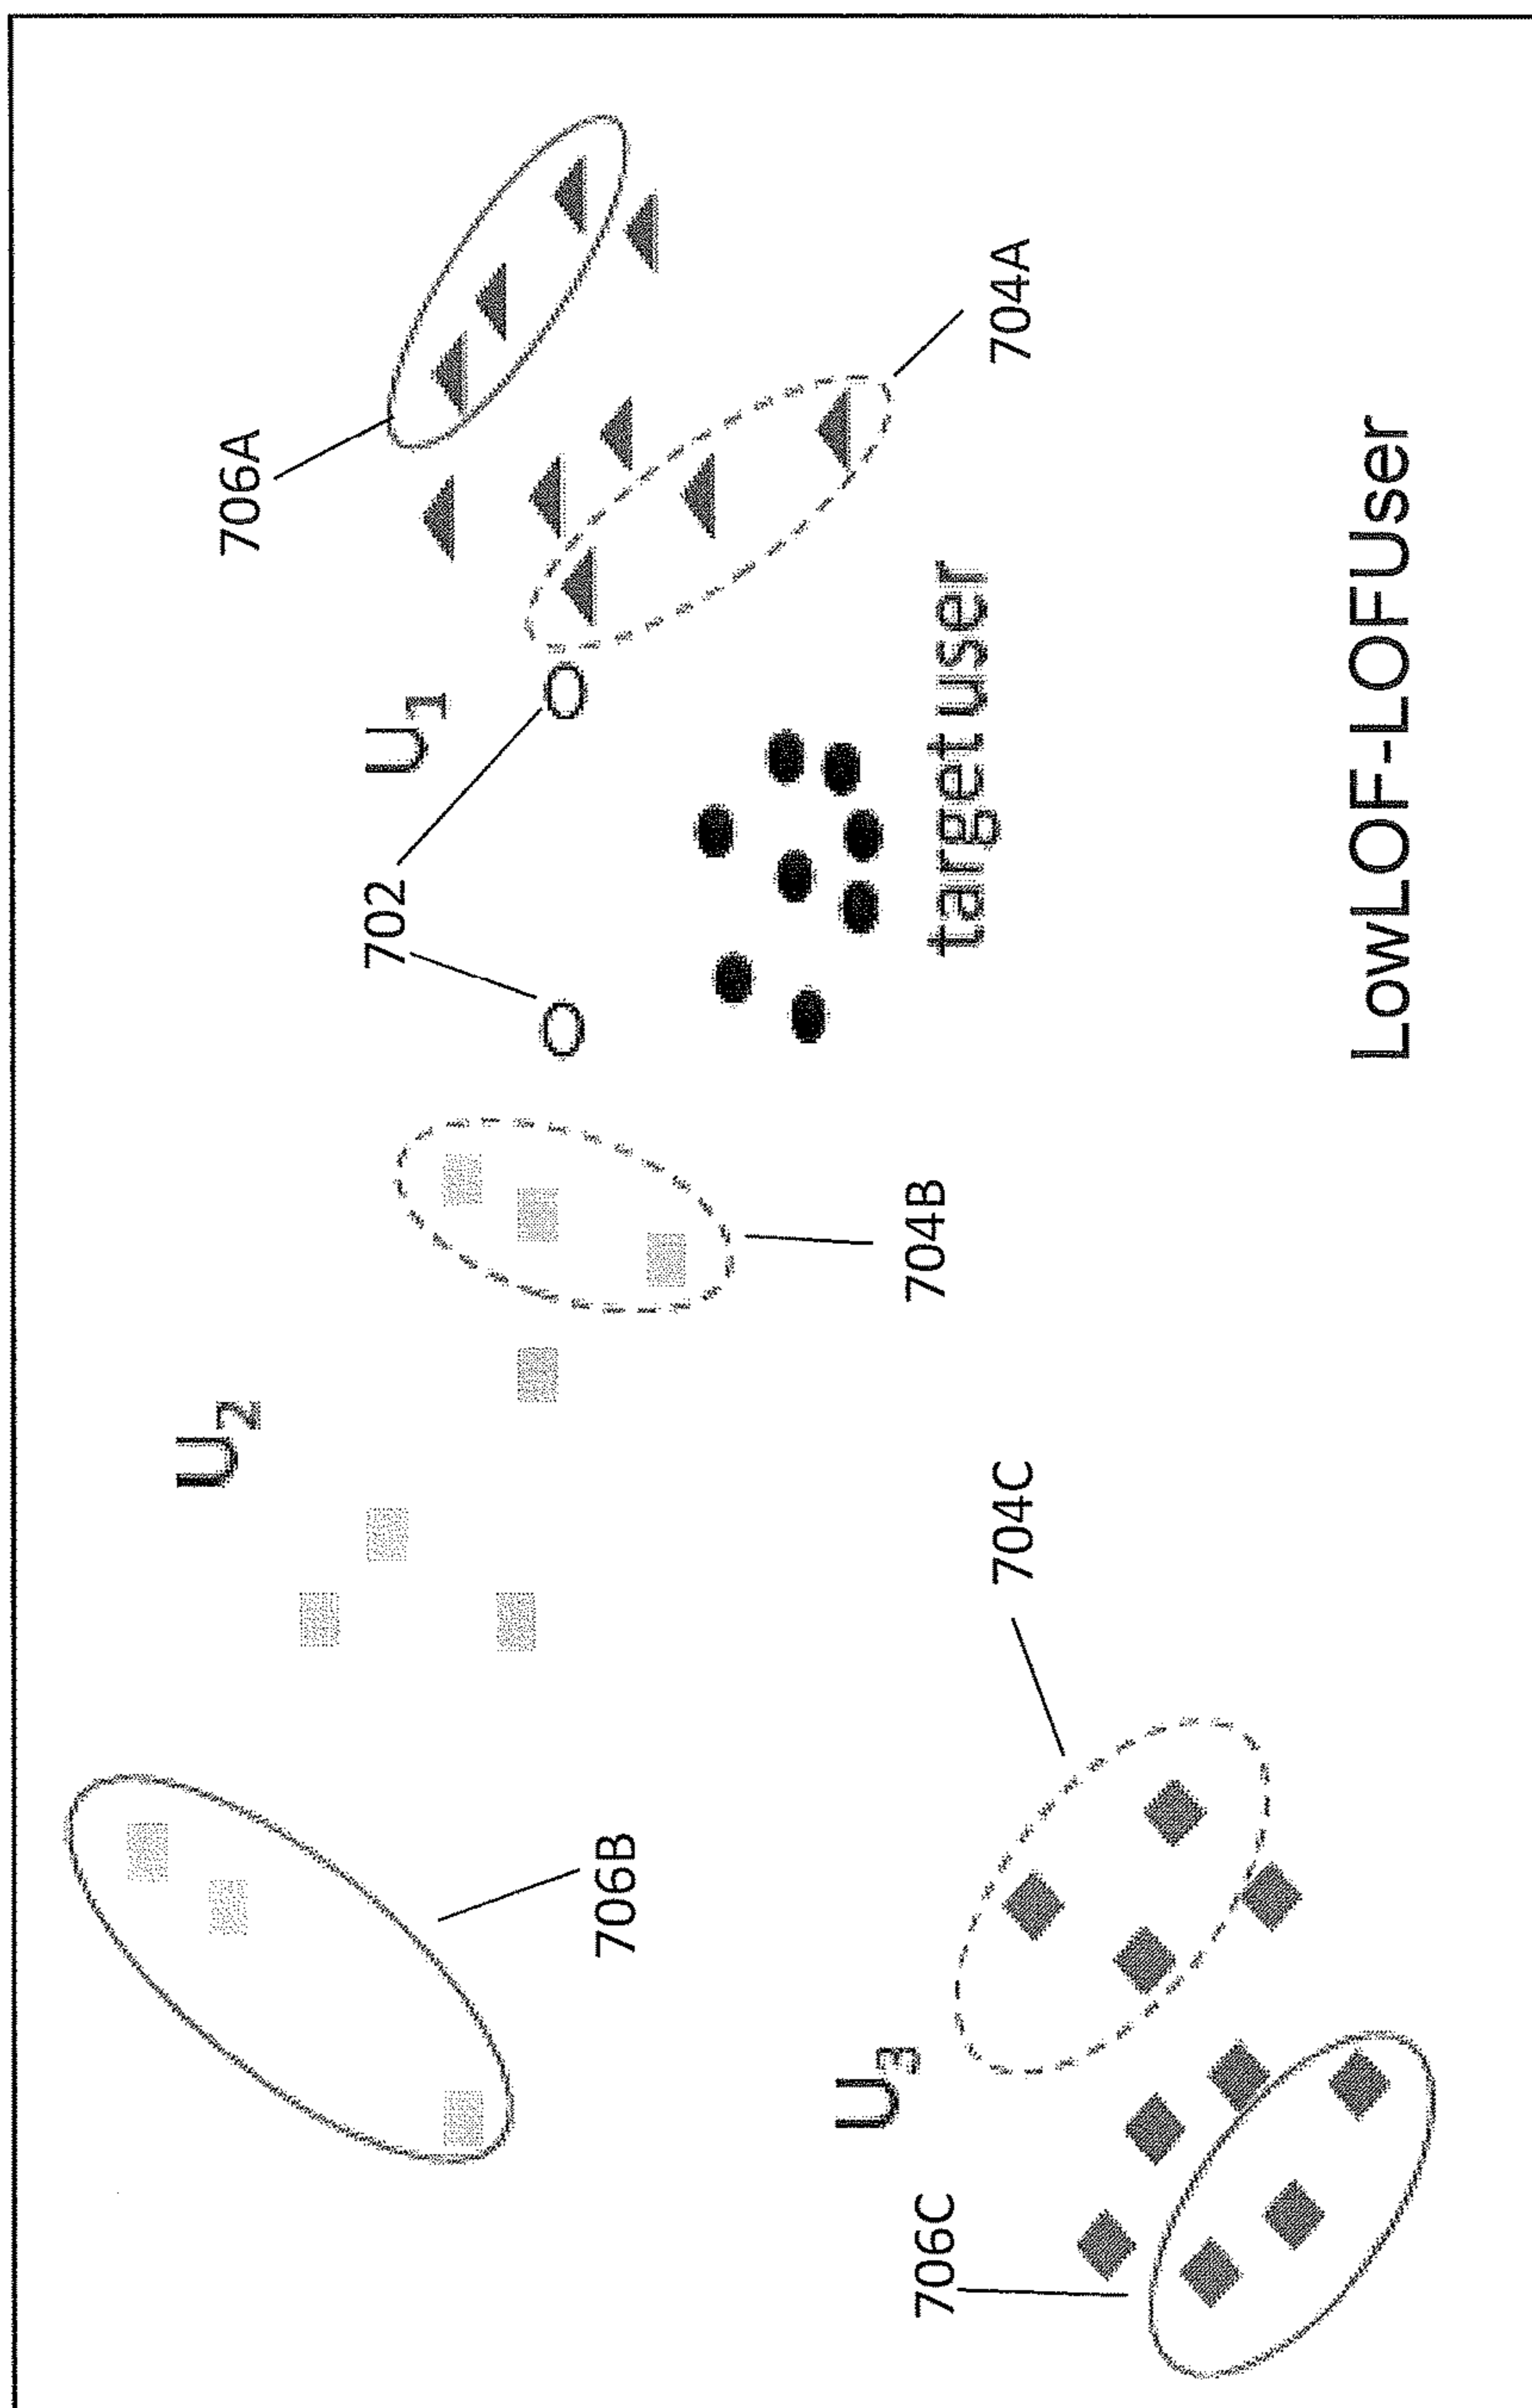 U₂
706A
702
U₁
706B
U₃
706C
704B
target user
704C
704A
LowLOF-LOFUser